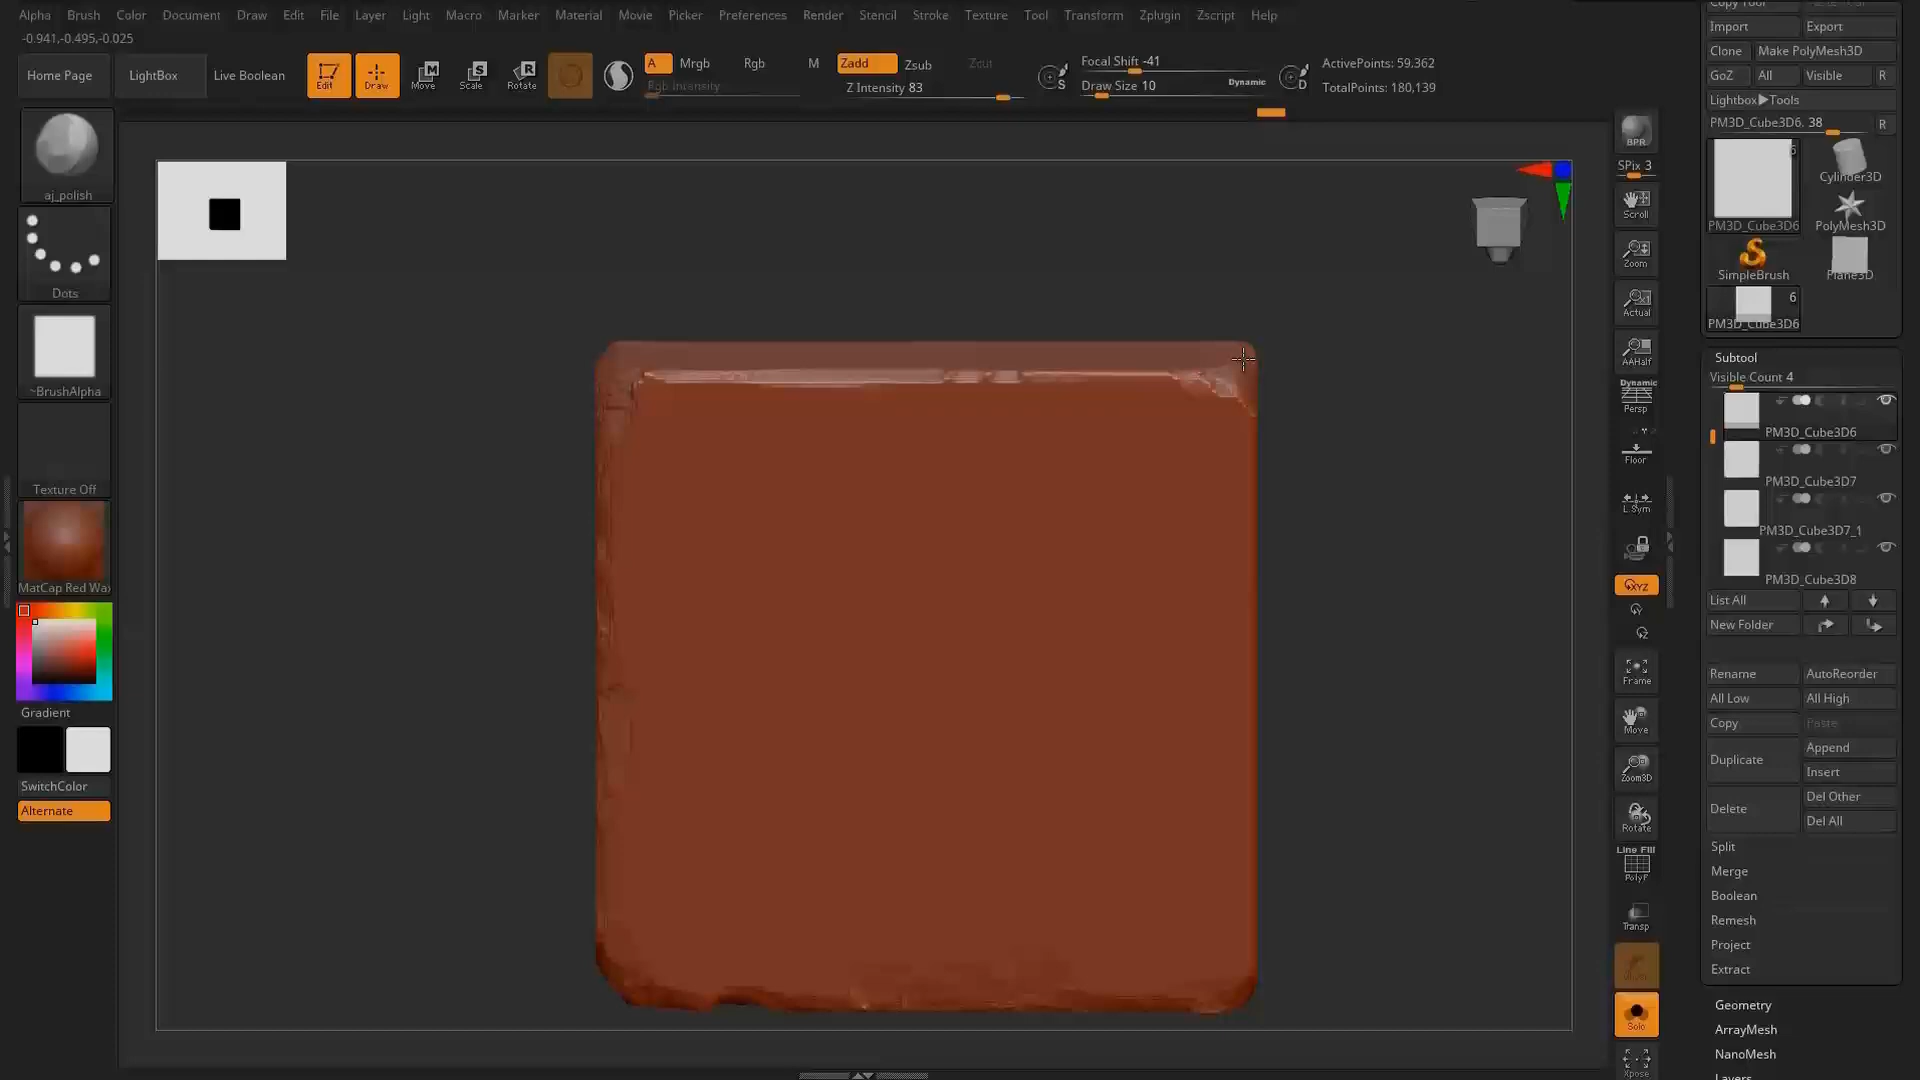 Alpha Brush Color Document Draw Edit File Layer Light Macro Marker Material Movie Picker Preferences Render Stencil Stroke Texture Tool Transform Zplugin Zscript Help
-0.941,-0.495,-0.025
Home Page
LightBox
Live Boolean
Edit
Draw
Move
Scale
Rotate
A
Mrgb
Rgb
M
Rgb Intensity
Zadd
Zsub
Zcut
Z Intensity 83
S
Focal Shift -41
Draw Size 10
Dynamic
D
ActivePoints: 59.362
TotalPoints: 180,139
aj_polish
Dots
~BrushAlpha
Texture Off
MatCap Red Wax
Gradient
SwitchColor
Alternate
BPR
SPix 3
Scroll
Zoom
Actual
AAHalf
Dynamic
Persp
Floor
L.Sym
XYZ
Frame
Move
Zoom3D
Rotate
Line Fill
PolyF
Transp
Solo
Xpose
Copy Tool
Import
Export
Clone
Make PolyMesh3D
GoZ
All
Visible
R
Lightbox▶Tools
PM3D_Cube3D6. 38
R
6
PM3D_Cube3D6
Cylinder3D
PolyMesh3D
SimpleBrush
Plane3D
6
PM3D_Cube3D6
Subtool
Visible Count 4
PM3D_Cube3D6
PM3D_Cube3D7
PM3D_Cube3D7_1
PM3D_Cube3D8
List All
New Folder
Rename
AutoReorder
All Low
All High
Copy
Paste
Duplicate
Append
Insert
Delete
Del Other
Del All
Split
Merge
Boolean
Remesh
Project
Extract
Geometry
ArrayMesh
NanoMesh
Layers